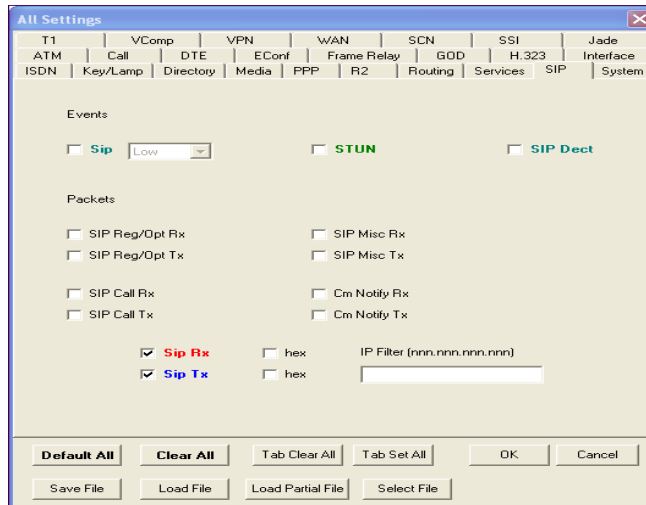 All Settings
T1 VComp VPN WAN SCN SSI Jade
ATM Call DTE EConf Frame Relay GOD H.323 Interface
ISDN Key/Lamp Directory Media PPP R2 Routing Services SIP System
Events
Sip Low STUN SIP Dect
Packets
SIP Reg/Opt Rx SIP Misc Rx
SIP Reg/Opt Tx SIP Misc Tx
SIP Call Rx Cm Notify Rx
SIP Call Tx Cm Notify Tx
Sip Rx hex IP Filter (nnn.nnn.nnn.nnn)
Sip Tx hex
Default All Clear All Tab Clear All Tab Set All OK Cancel
Save File Load File Load Partial File Select File